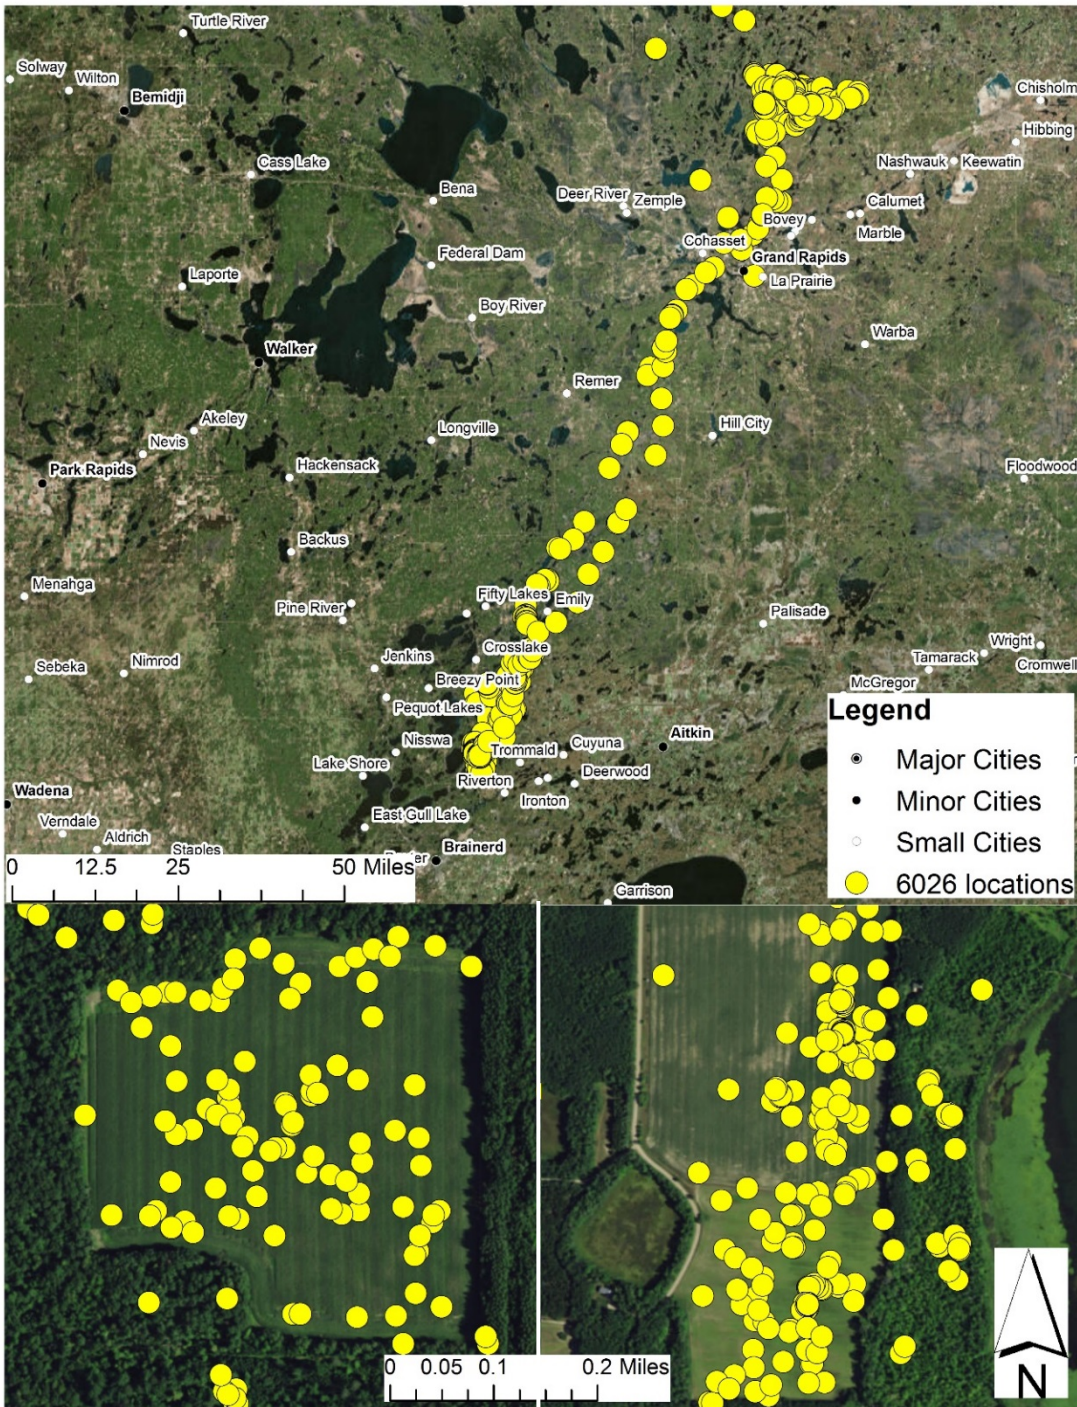 Turtle River
Solway
Wilton
Bemidji
Chisholm
Hibbing
Cass Lake
Nashwauk
Keewatin
Bena
Deer River
Zemple
Calumet
Bovey
Marble
Cohasset
Federal Dam
Grand Rapids
Laporte
La Prairie
Boy River
Warba
Walker
Remer
Akeley
Longville
Hill City
Nevis
Park Rapids
Hackensack
Floodwood
Backus
Menahga
Fifty Lakes
Emily
Pine River
Palisade
Wright
Crosslake
Tamarack
Sebeka
Nimrod
Jenkins
Cromwell
Breezy Point
McGregor
Pequot Lakes
Legend
Nisswa
Trommald
Cuyuna
Aitkin
Major Cities
Lake Shore
Riverton
Deerwood
Ironton
Wadena
Minor Cities
East Gull Lake
Verndale
Aldrich
Staples
Brainerd
Small Cities
0 12.5 25 50 Miles
6026 locations
Garrison
0 0.05 0.1 0.2 Miles
N